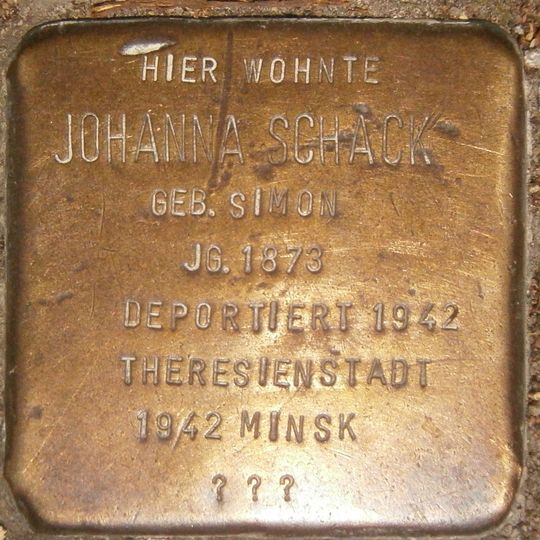 HIER WOHNTE
JOHANNA SCHACK
GEB. SIMON
JG. 1873
DEPORTIERT 1942
THERESIENSTADT
1942 MINSK
? ? ?